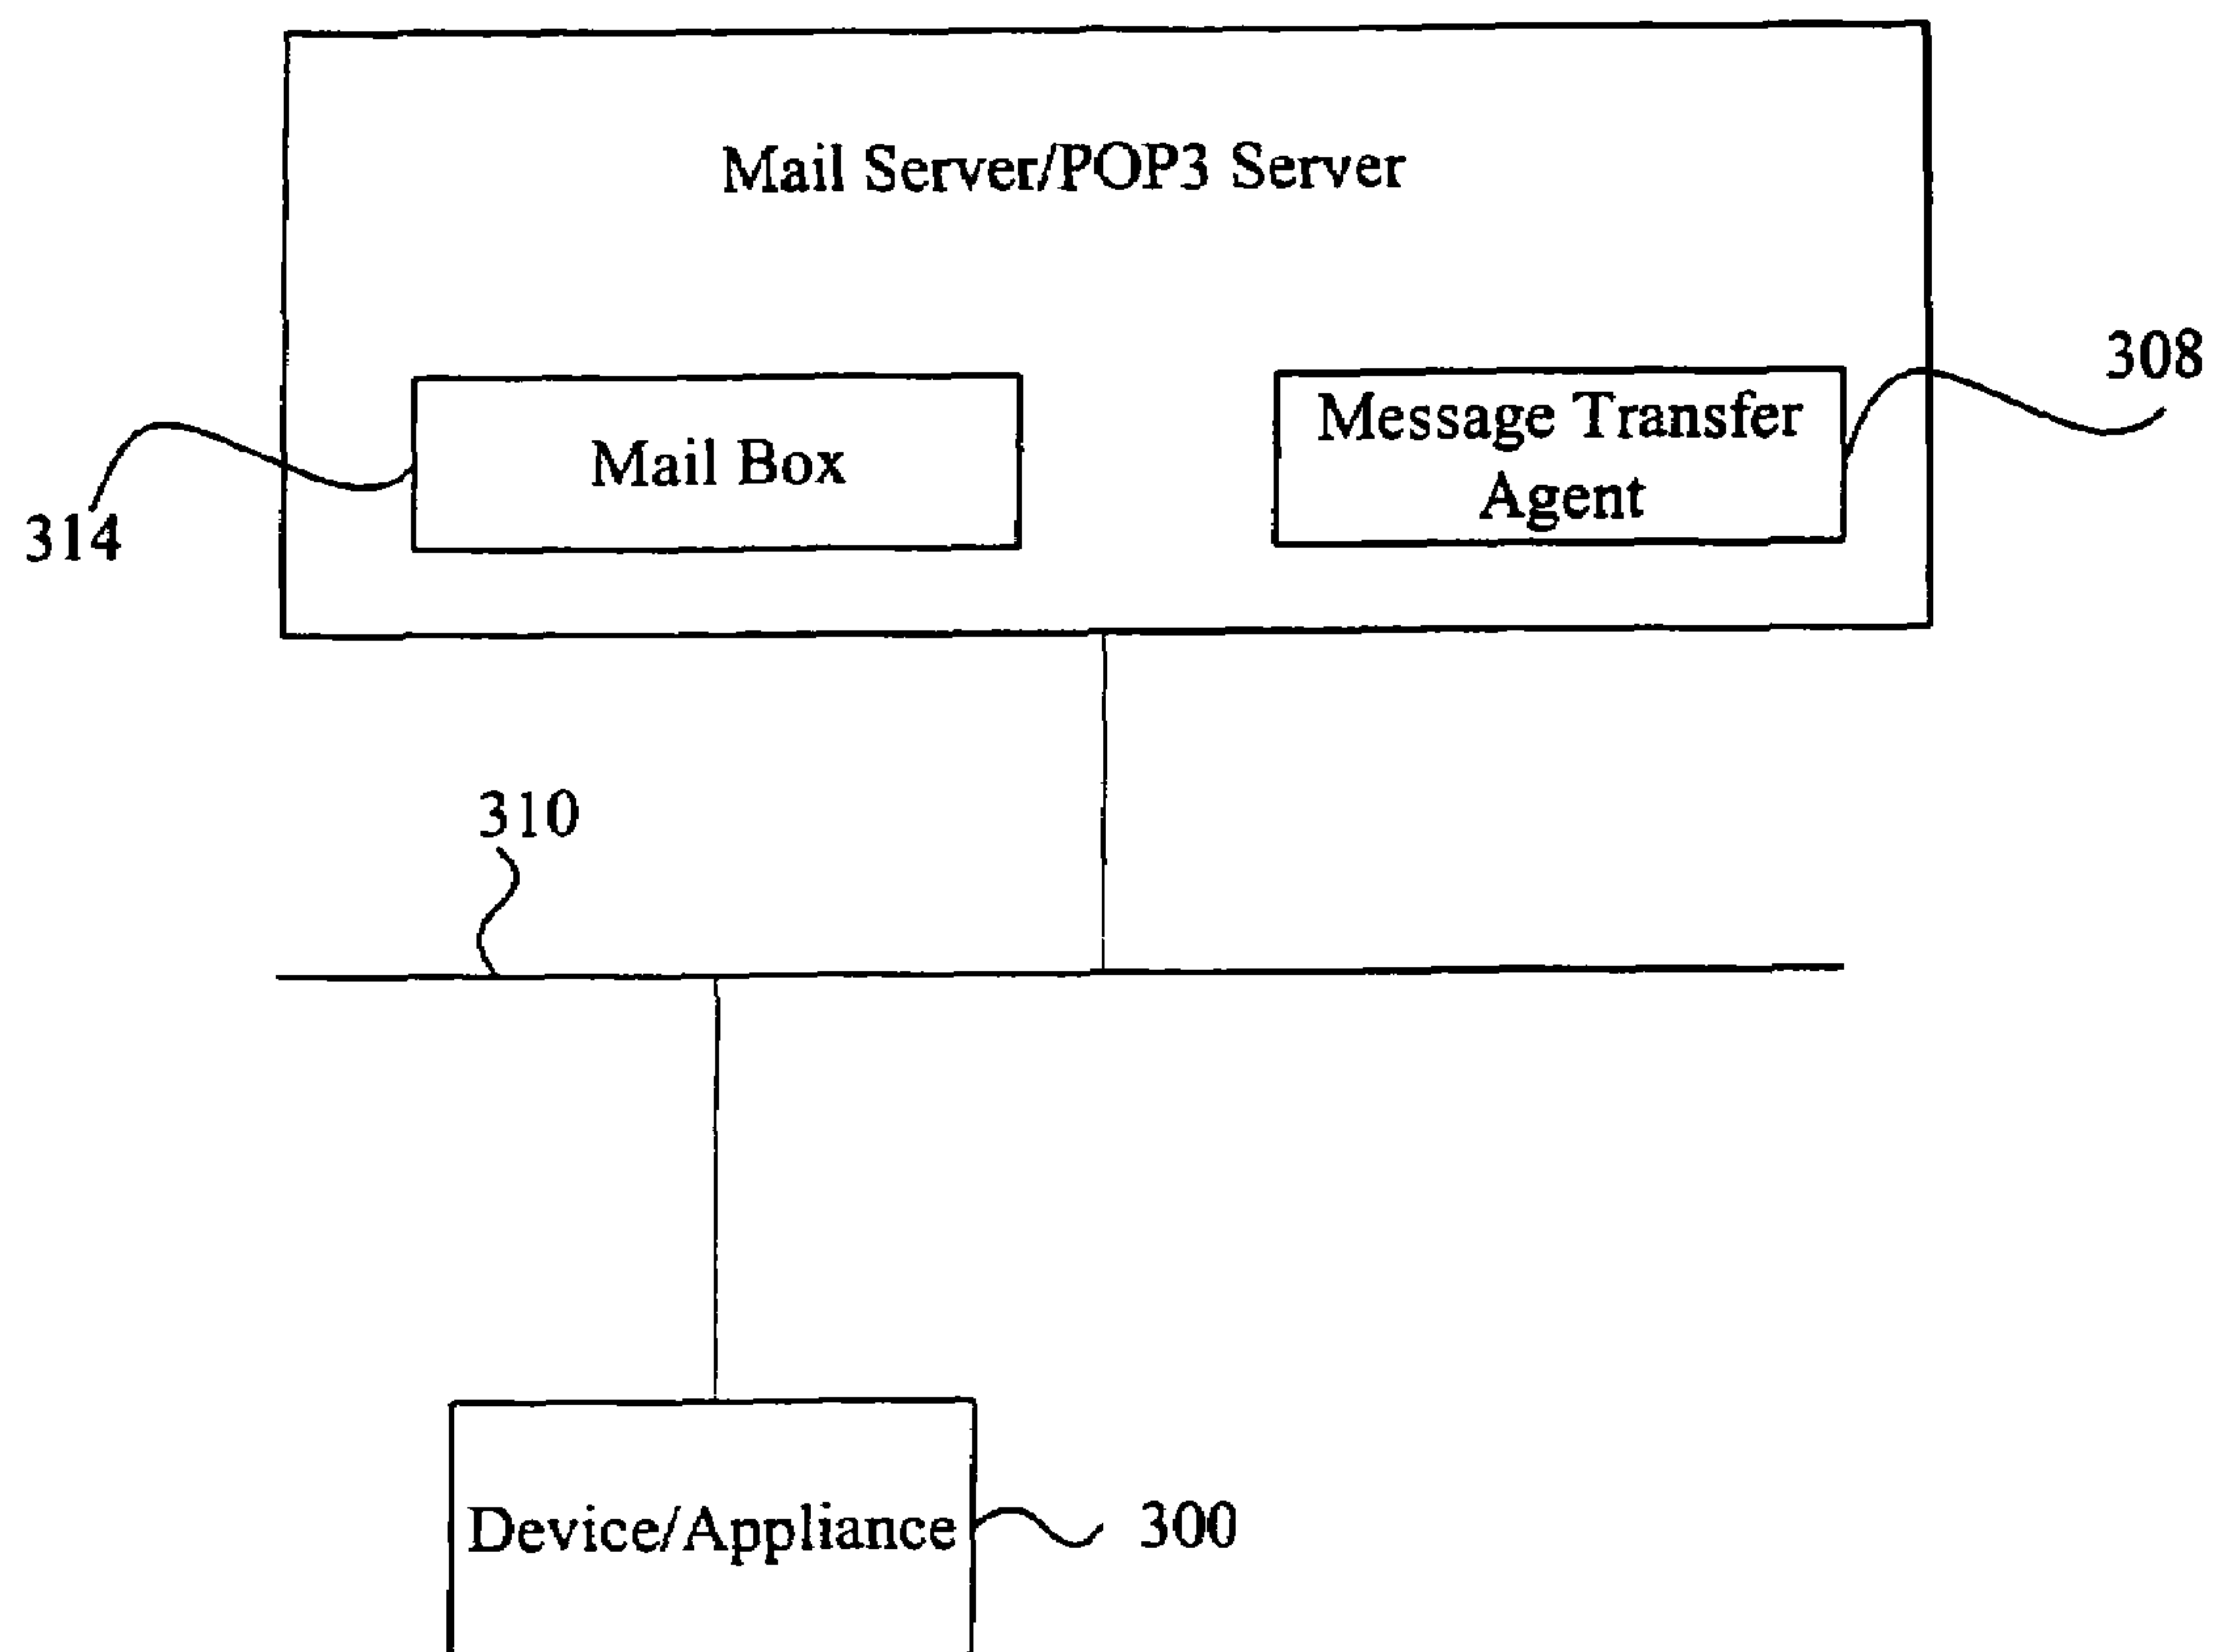 Mail Server/POP3 Server
308
Message Transfer
Agent
Mail Box
314
310
Device/Appliance
300